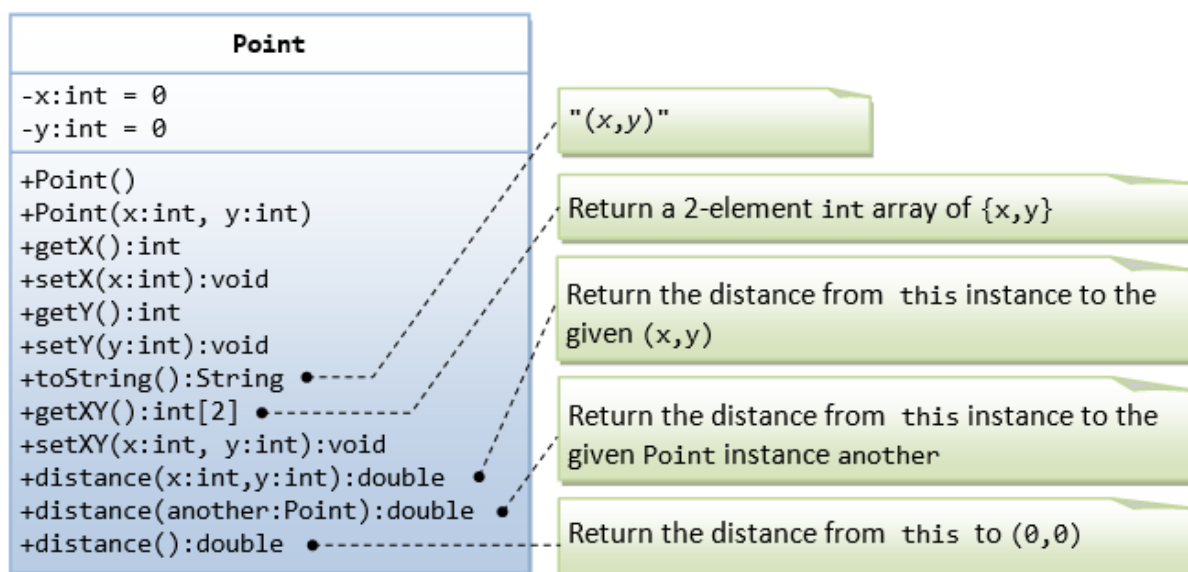 Point
-x:int = 0
-y:int = 0
+Point()
+Point(x:int, y:int)
+getX():int
+setX(x:int):void
+getY():int
+setY(y:int):void
+toString():String
+getXY():int[2]
+setXY(x:int, y:int):void
+distance(x:int,y:int):double
+distance(another:Point):double
+distance():double
"(x,y)"
Return a 2-element int array of {x,y}
Return the distance from this instance to the
given (x,y)
Return the distance from this instance to the
given Point instance another
Return the distance from this to (0,0)